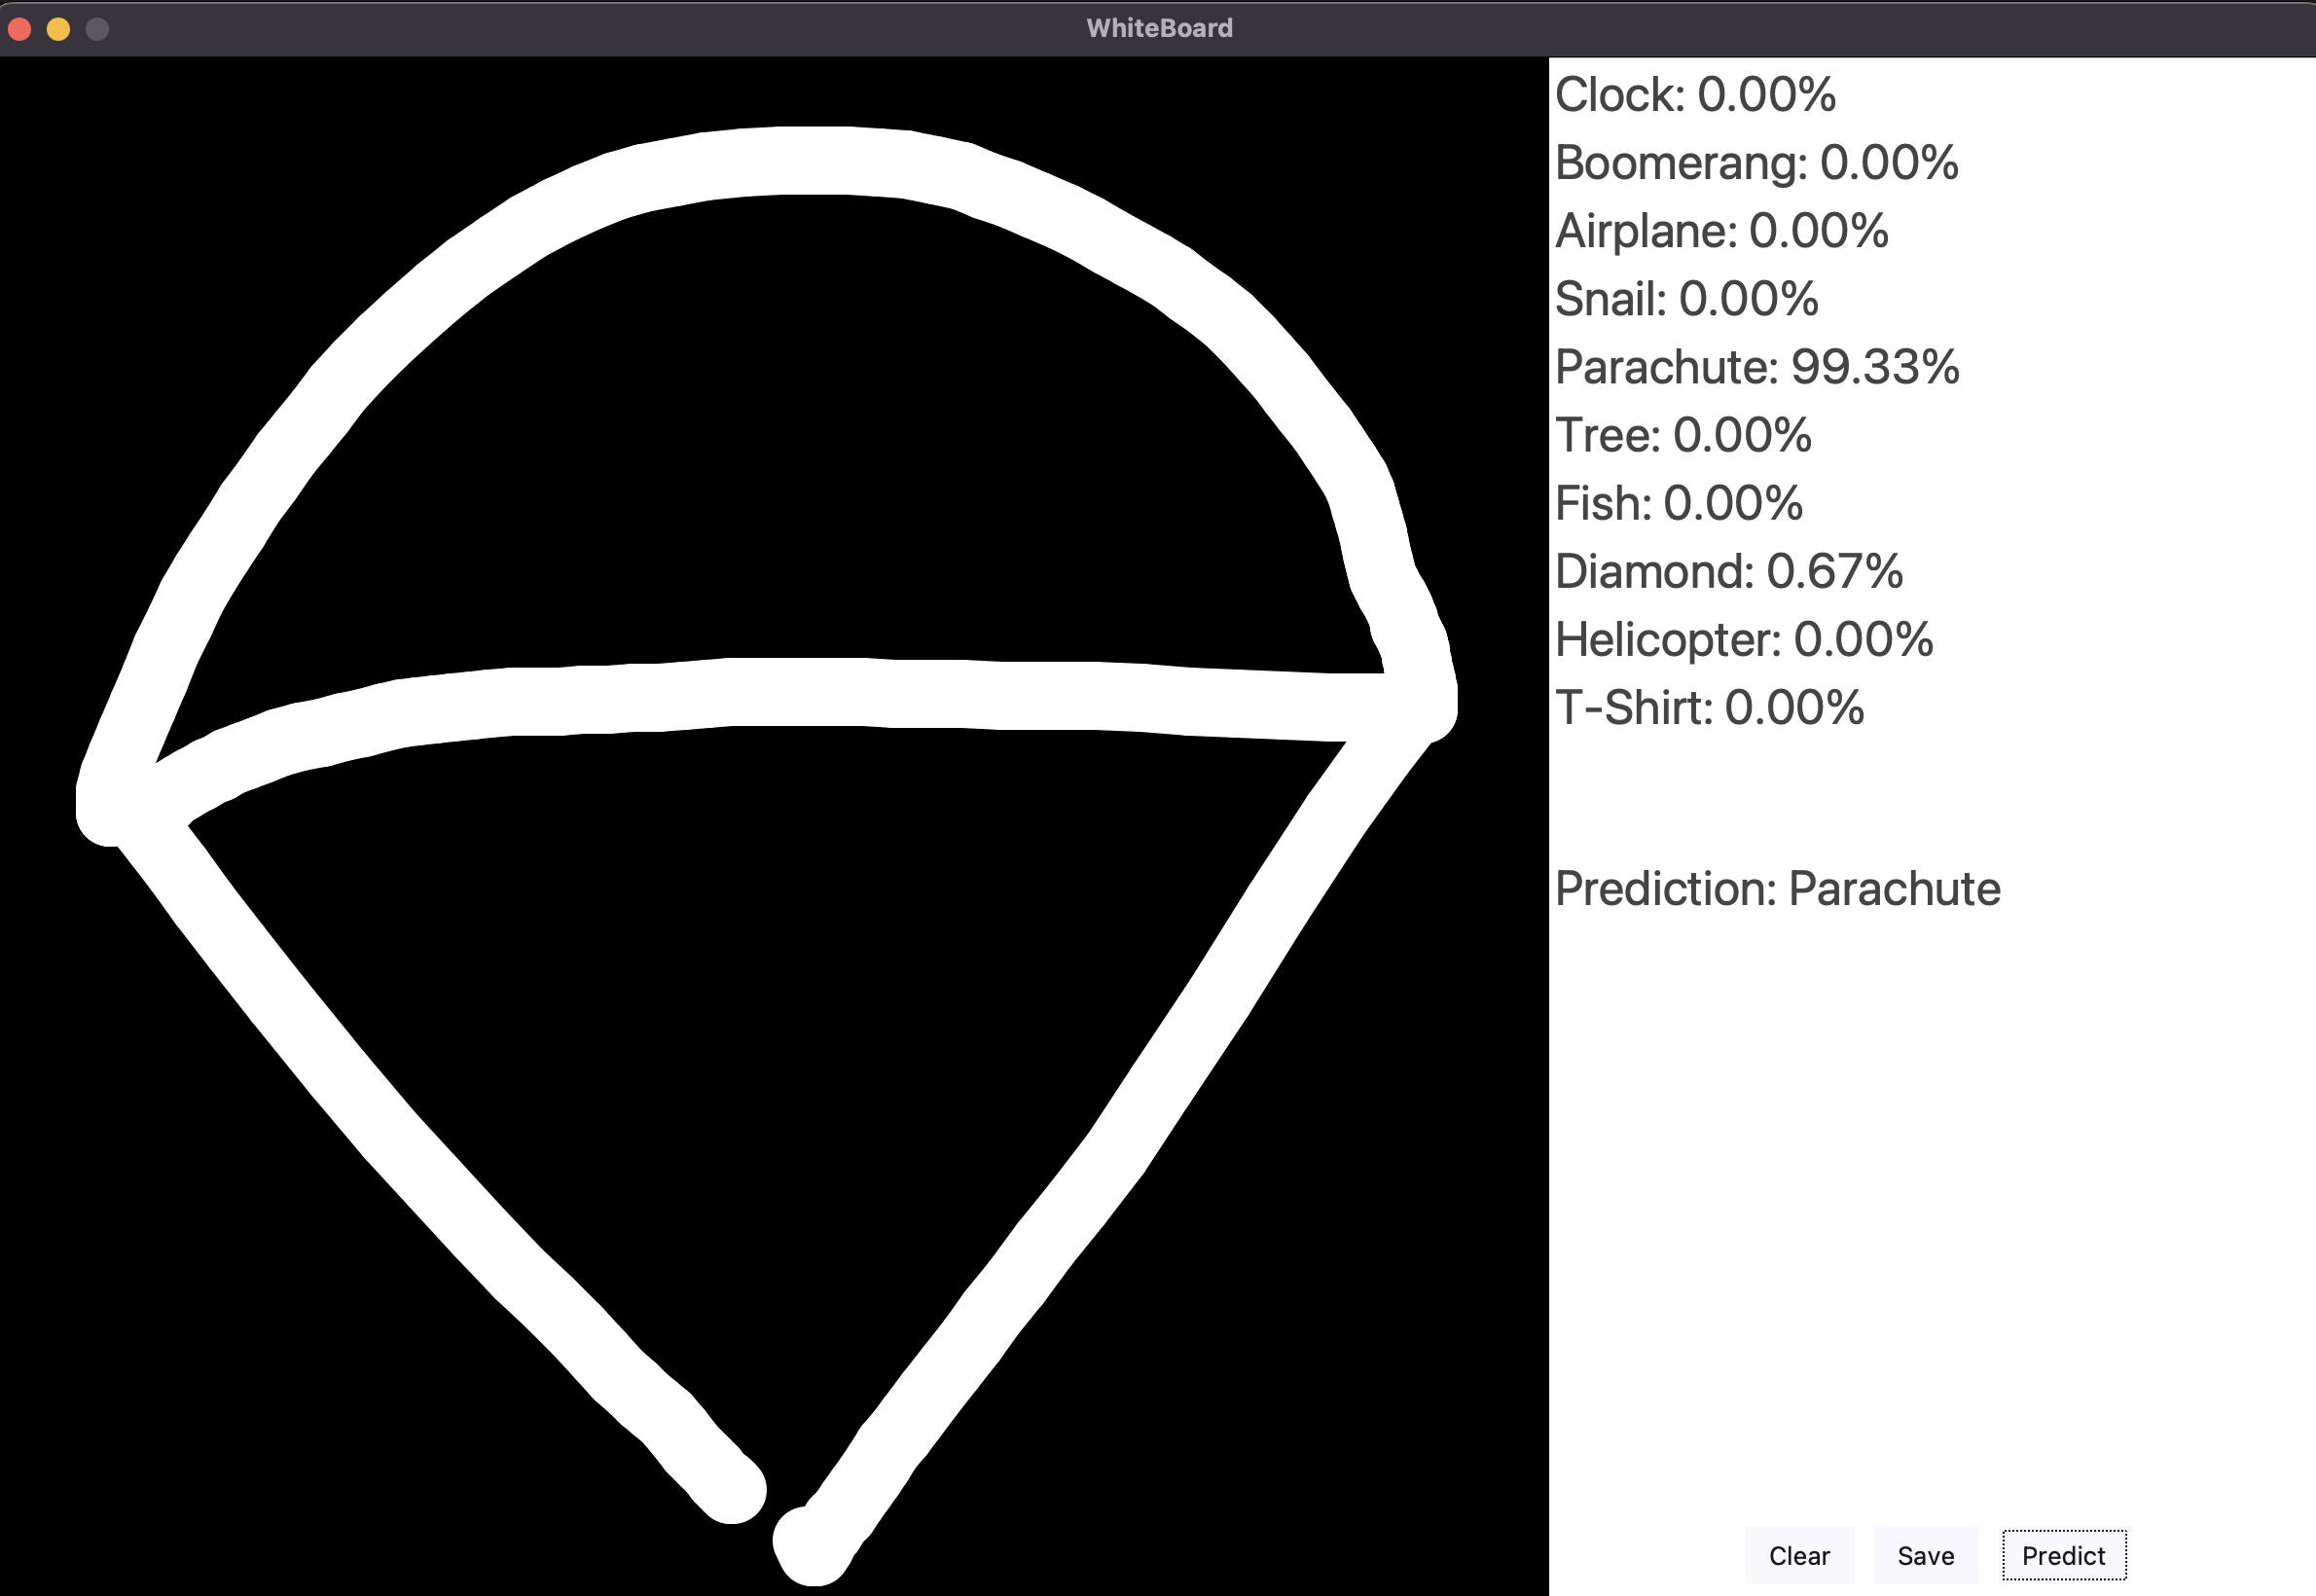 WhiteBoard
Clock: 0.00%
Boomerang: 0.00%
Airplane: 0.00%
Snail: 0.00%
Parachute: 99.33%
Tree: 0.00%
Fish: 0.00%
Diamond: 0.67%
Helicopter: 0.00%
T-Shirt: 0.00%
Prediction: Parachute
Clear Save Predict